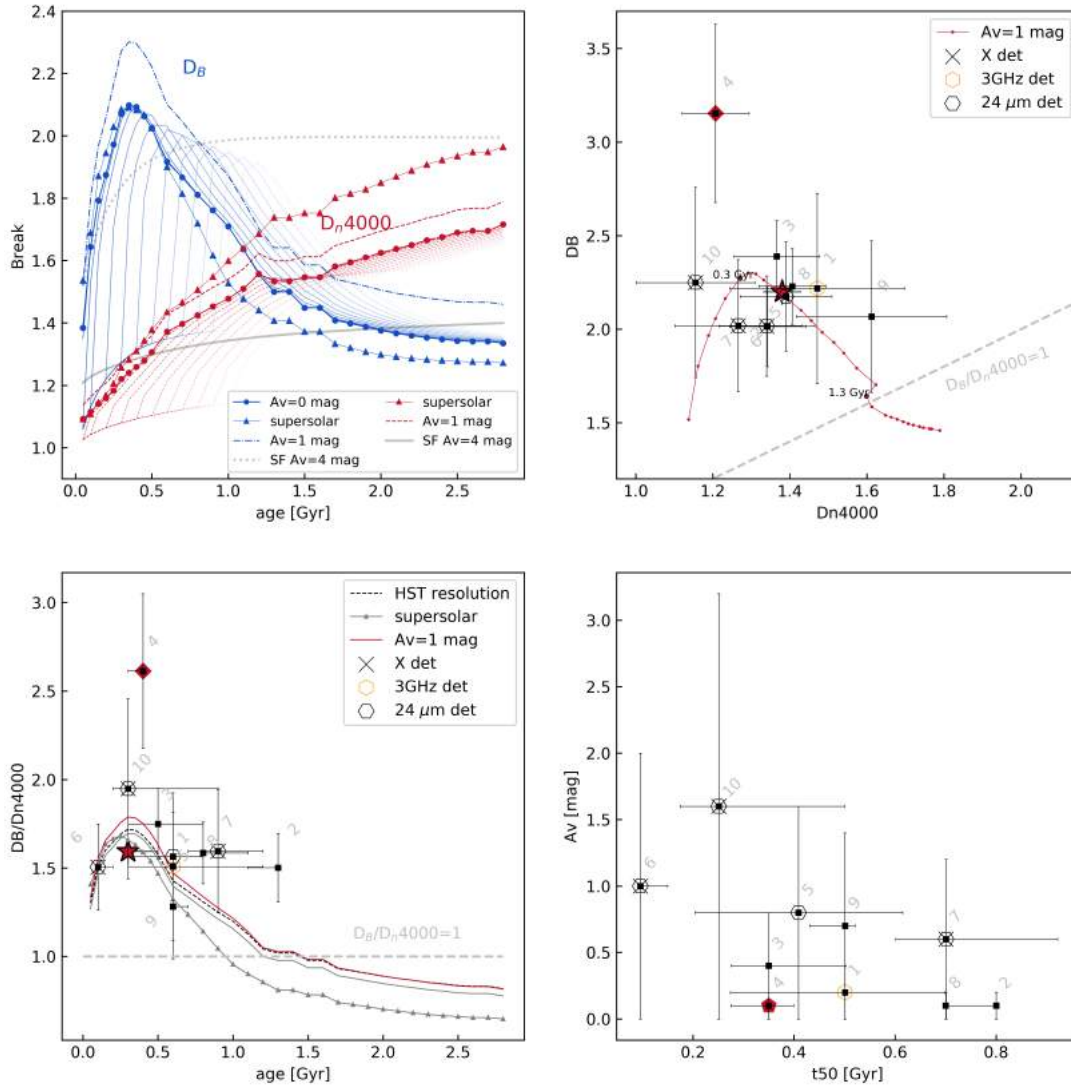 2.4
2.2
2.0
1.8
1.6
1.4
1.2
1.0
Break
D_B
D_n4000
Av=0 mag
supersolar
Av=1 mag
SF Av=4 mag
supersolar
Av=1 mag
SF Av=4 mag
0.0 0.5 1.0 1.5 2.0 2.5
age [Gyr]
3.5
3.0
2.5
2.0
1.5
DB
Av=1 mag
X det
3GHz det
24 μm det
4
3
10
0.3 Gyr
8
1
9
5
7
6
1.3 Gyr
D_B/D_n4000=1
1.0 1.2 1.4 1.6 1.8 2.0
Dn4000
3.0
2.5
2.0
1.5
1.0
DB/Dn4000
HST resolution
supersolar
Av=1 mag
X det
3GHz det
24 μm det
4
10
3
6
1
8
7
2
9
D_B/D_n4000=1
0.0 0.5 1.0 1.5 2.0 2.5
age [Gyr]
3.0
2.5
2.0
1.5
1.0
0.5
0.0
Av [mag]
10
6
5
9
7
3
4
1
8
2
0.2 0.4 0.6 0.8
t50 [Gyr]